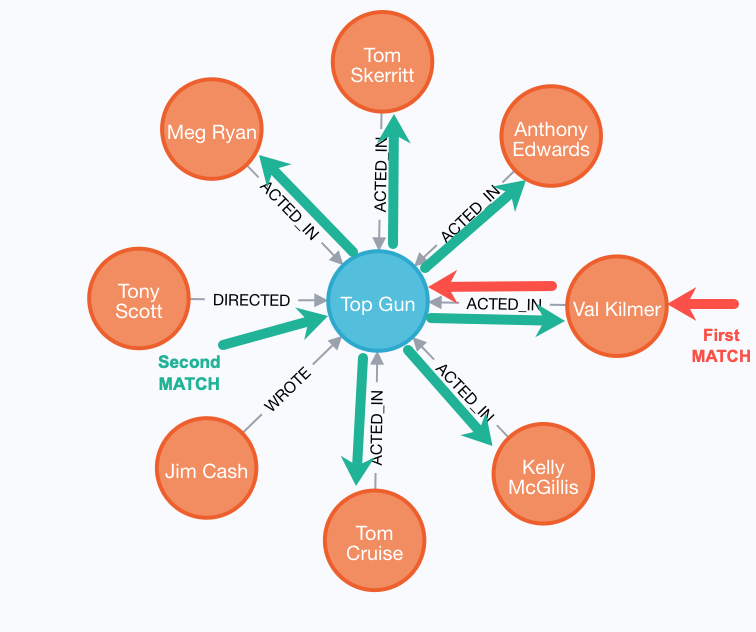 Tom
Skerritt
Meg Ryan
Anthony
Edwards
ACTED_IN
ACTED_IN
ACTED_IN
Tony
Scott
DIRECTED
Top Gun
ACTED_IN
Val Kilmer
First
MATCH
Second
MATCH
WROTE
ACTED_IN
ACTED_IN
Jim Cash
Kelly
McGillis
Tom
Cruise